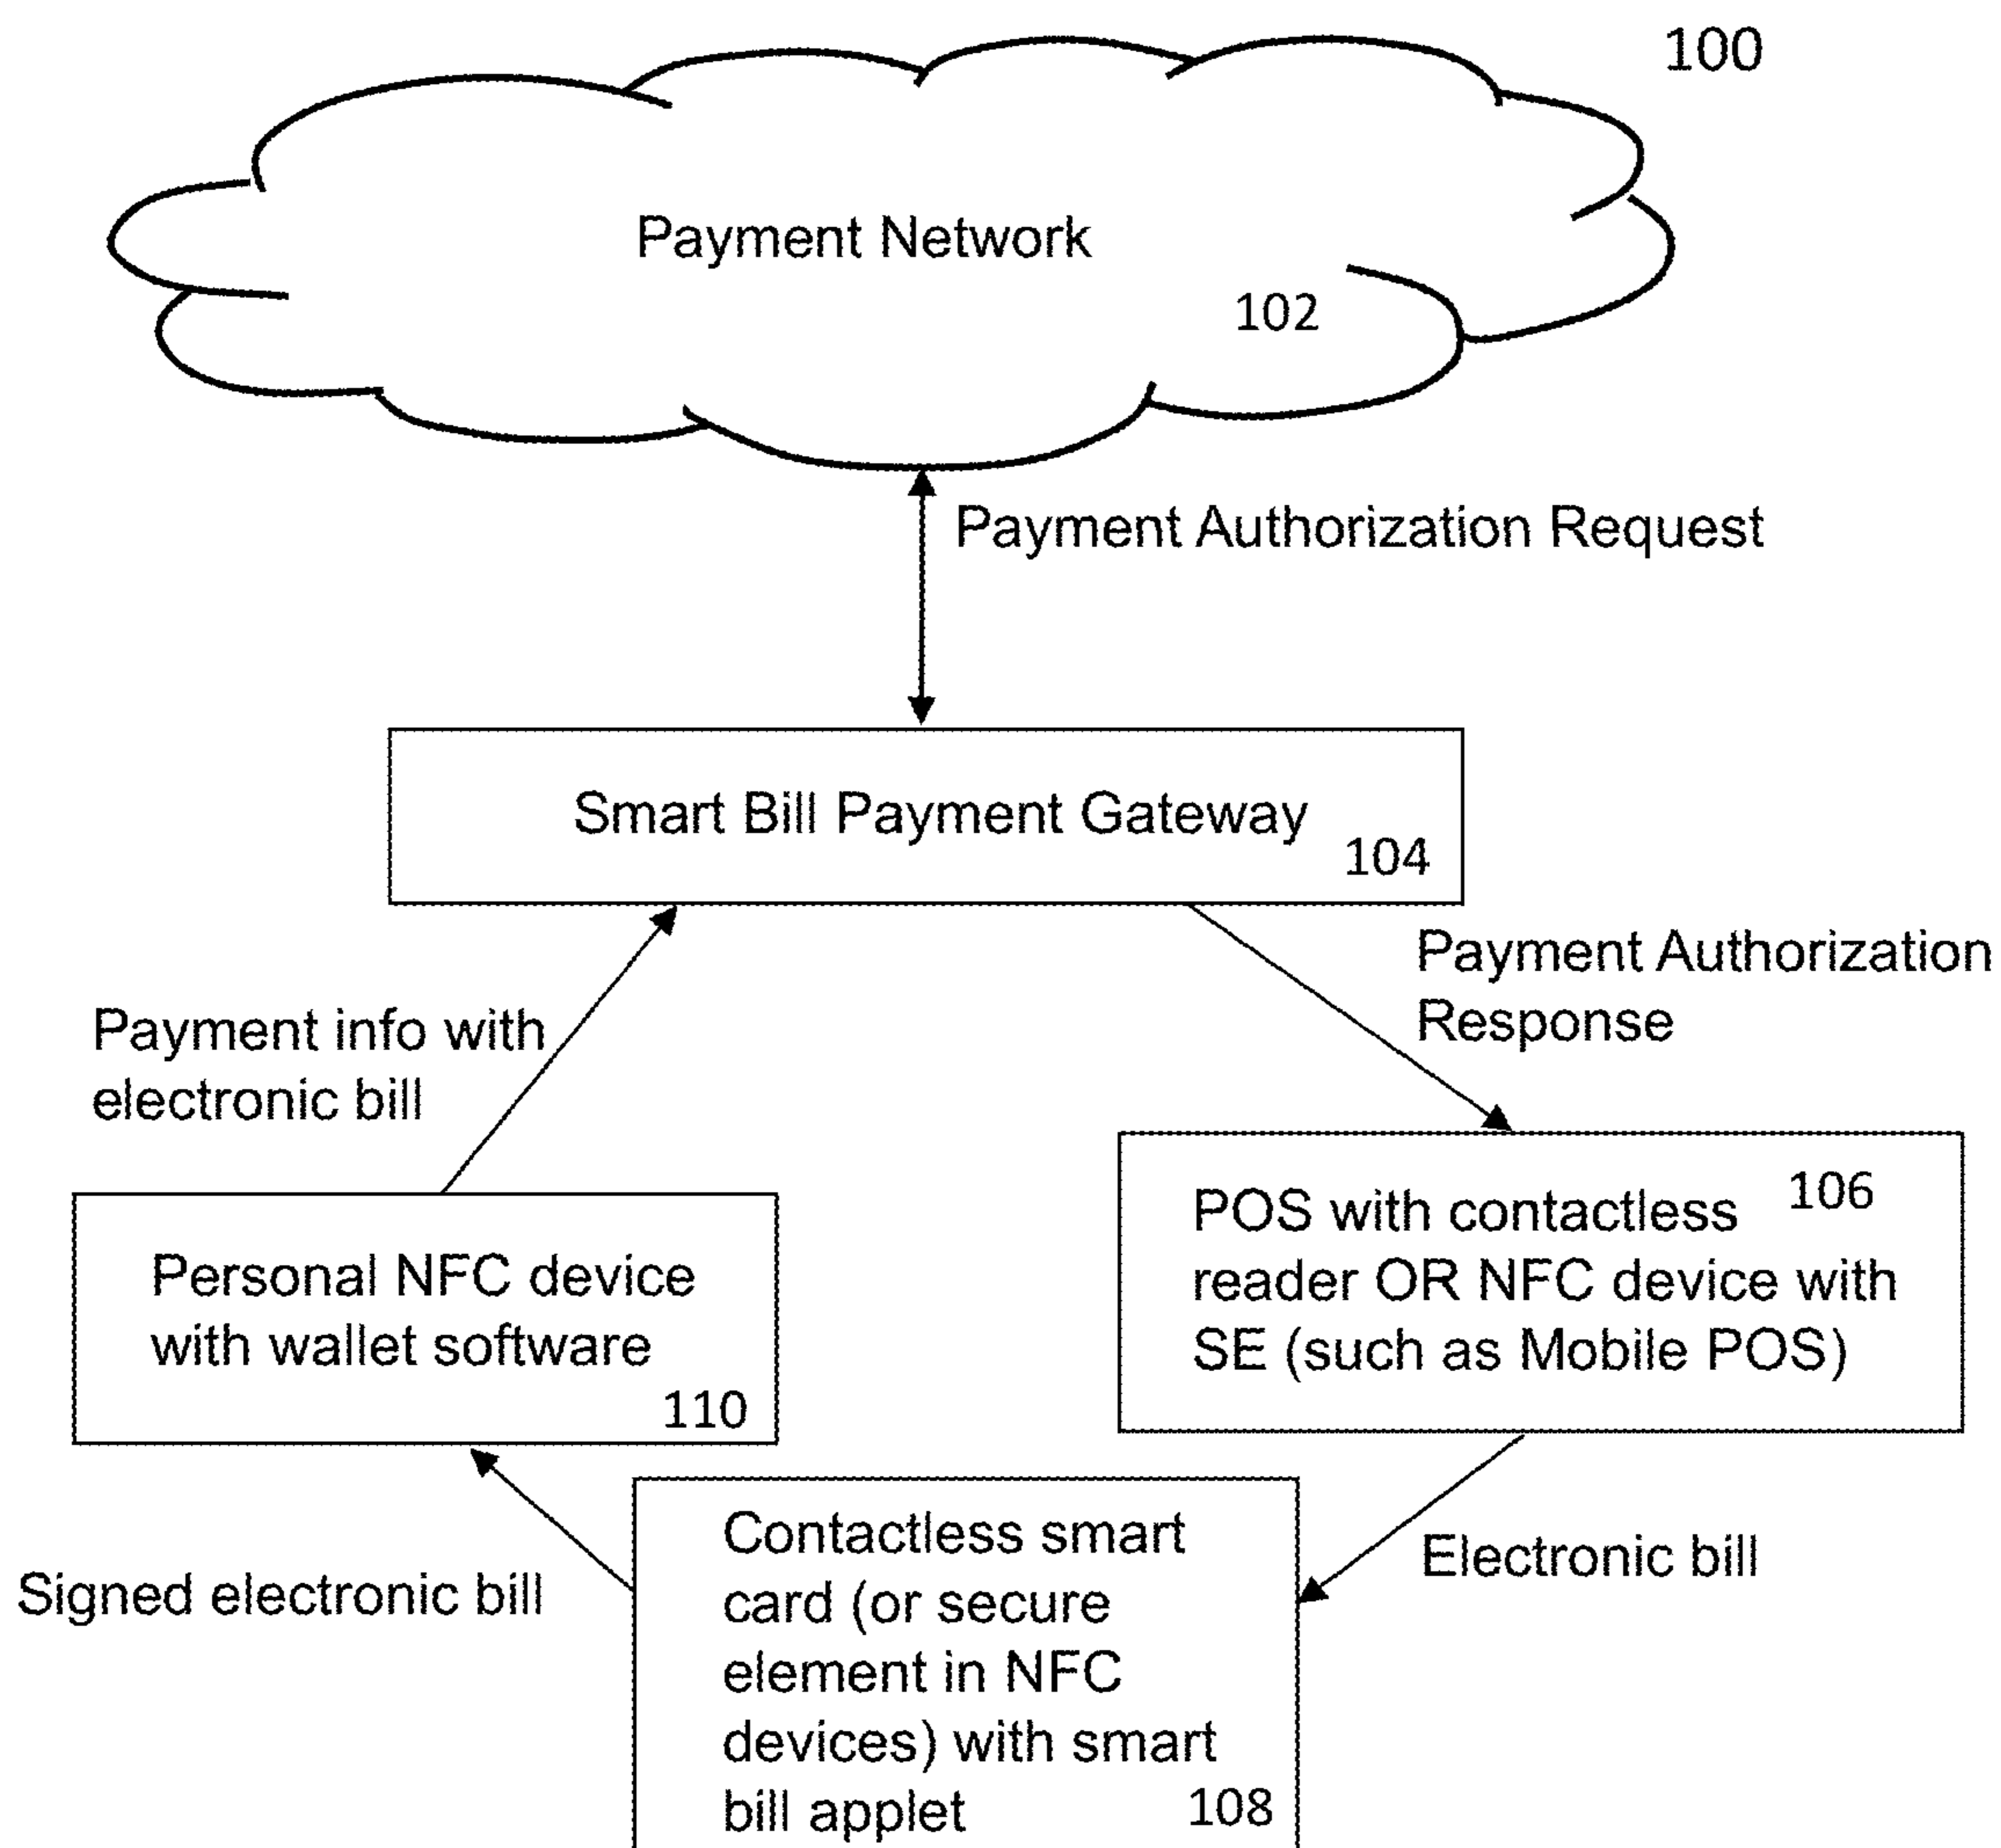 100
Payment Network
102
Payment Authorization Request
Smart Bill Payment Gateway
104
Payment Authorization
Response
Payment info with
electronic bill
POS with contactless
106
reader OR NFC device with
SE (such as Mobile POS)
Personal NFC device
with wallet software
110
Contactless smart
card (or secure
element in NFC
devices) with smart
bill applet
108
Electronic bill
Signed electronic bill